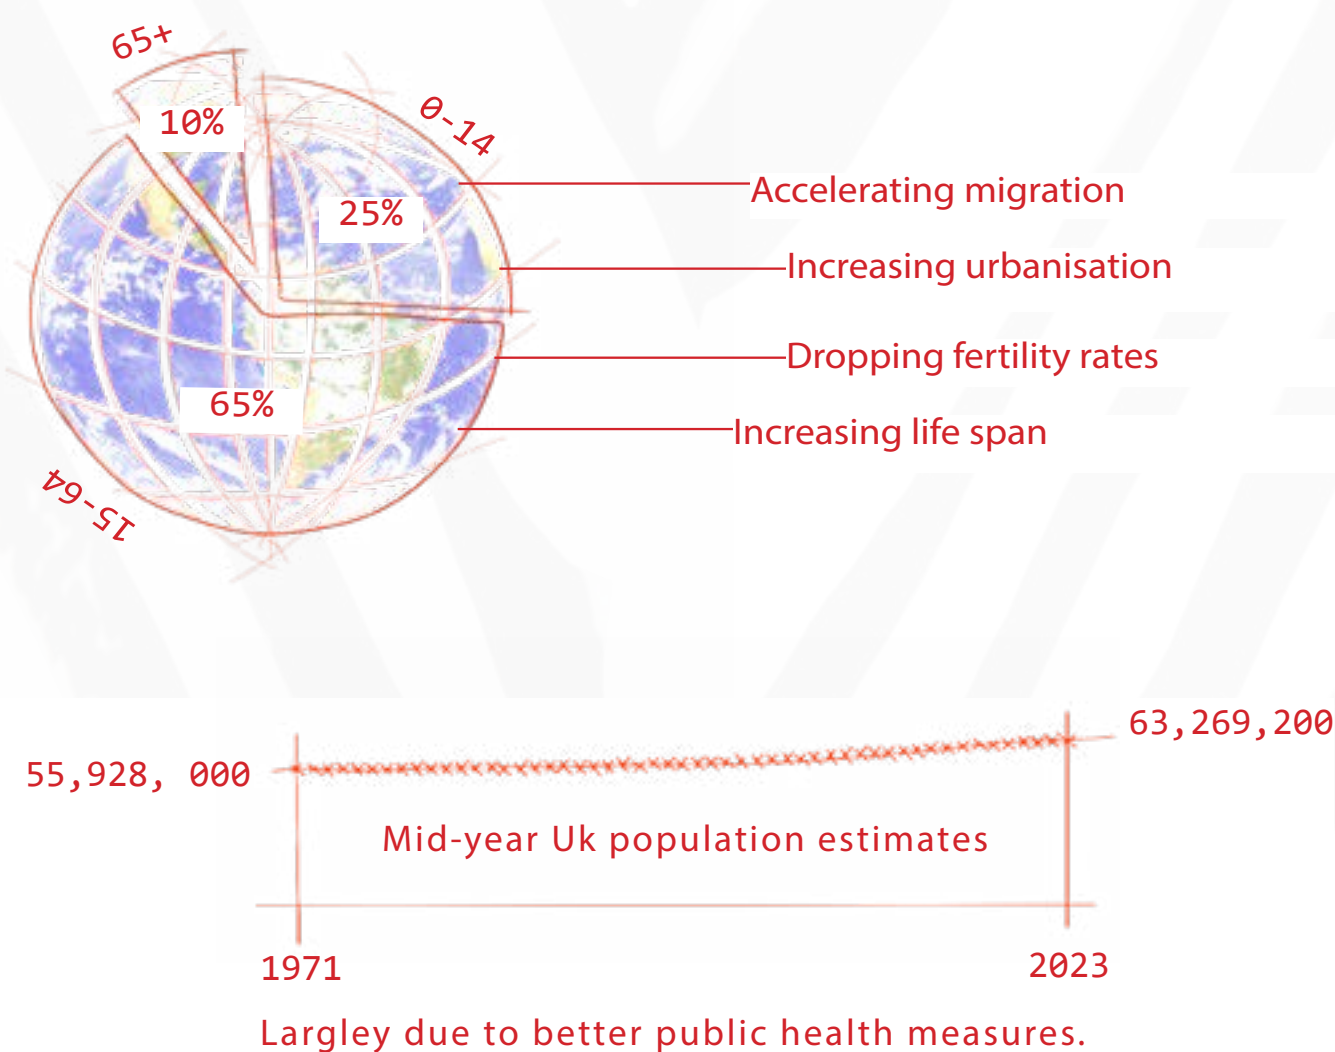 65+
10%
0-14
25%
Accelerating migration
Increasing urbanisation
Dropping fertility rates
65%
Increasing life span
15-64
63,269,200
55,928, 000
Mid-year Uk population estimates
1971
2023
Largley due to better public health measures.